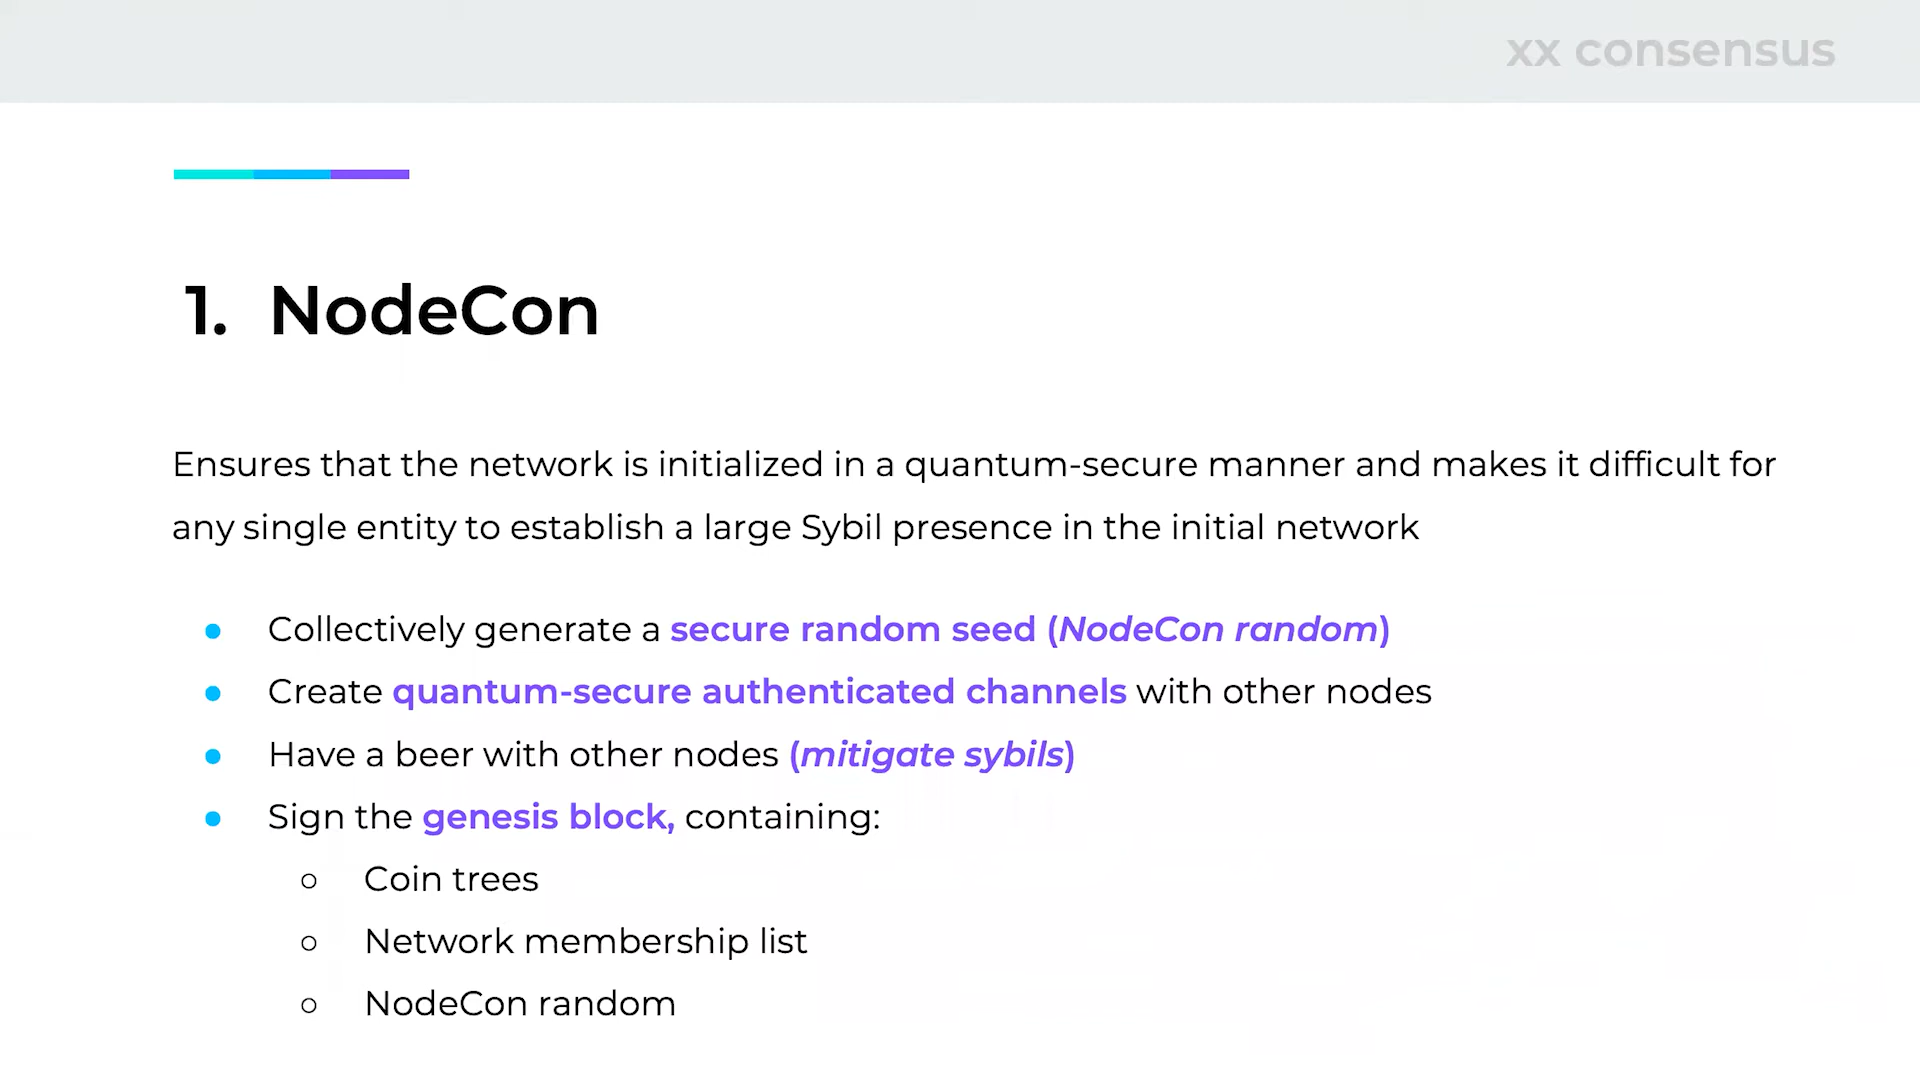 xx consensus
1. NodeCon
Ensures that the network is initialized in a quantum-secure manner and makes it difficult for
any single entity to establish a large Sybil presence in the initial network
● Collectively generate a secure random seed (NodeCon random)
● Create quantum-secure authenticated channels with other nodes
● Have a beer with other nodes (mitigate sybils)
● Sign the genesis block, containing:
○ Coin trees
○ Network membership list
○ NodeCon random